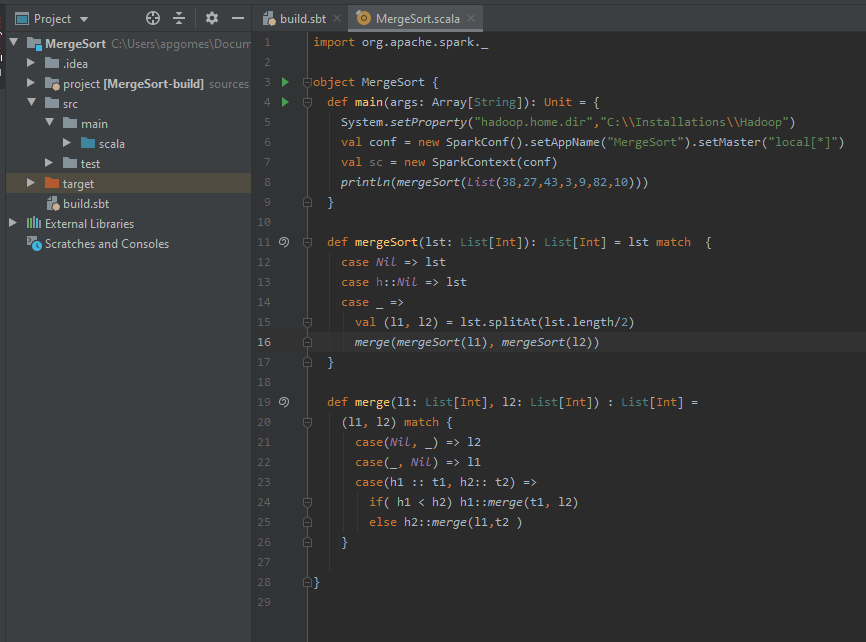 Project
build.sbt
MergeSort.scala
MergeSort C:\Users\apgomes\Docum
.idea
project [MergeSort-build] sources
src
main
scala
test
target
build.sbt
External Libraries
Scratches and Consoles
1 import org.apache.spark._
2
3 object MergeSort {
4 def main(args: Array[String]): Unit = {
5 System.setProperty("hadoop.home.dir","C:\\Installations\\Hadoop")
6 val conf = new SparkConf().setAppName("MergeSort").setMaster("local[*]")
7 val sc = new SparkContext(conf)
8 println(mergeSort(List(38,27,43,3,9,82,10)))
9 }
10
11 def mergeSort(lst: List[Int]): List[Int] = lst match {
12 case Nil => lst
13 case h::Nil => lst
14 case _ =>
15 val (l1, l2) = lst.splitAt(lst.length/2)
16 merge(mergeSort(l1), mergeSort(l2))
17 }
18
19 def merge(l1: List[Int], l2: List[Int]) : List[Int] =
20 (l1, l2) match {
21 case(Nil, _) => l2
22 case(_, Nil) => l1
23 case(h1 :: t1, h2:: t2) =>
24 if( h1 < h2) h1::merge(t1, l2)
25 else h2::merge(l1,t2 )
26 }
27
28 }
29